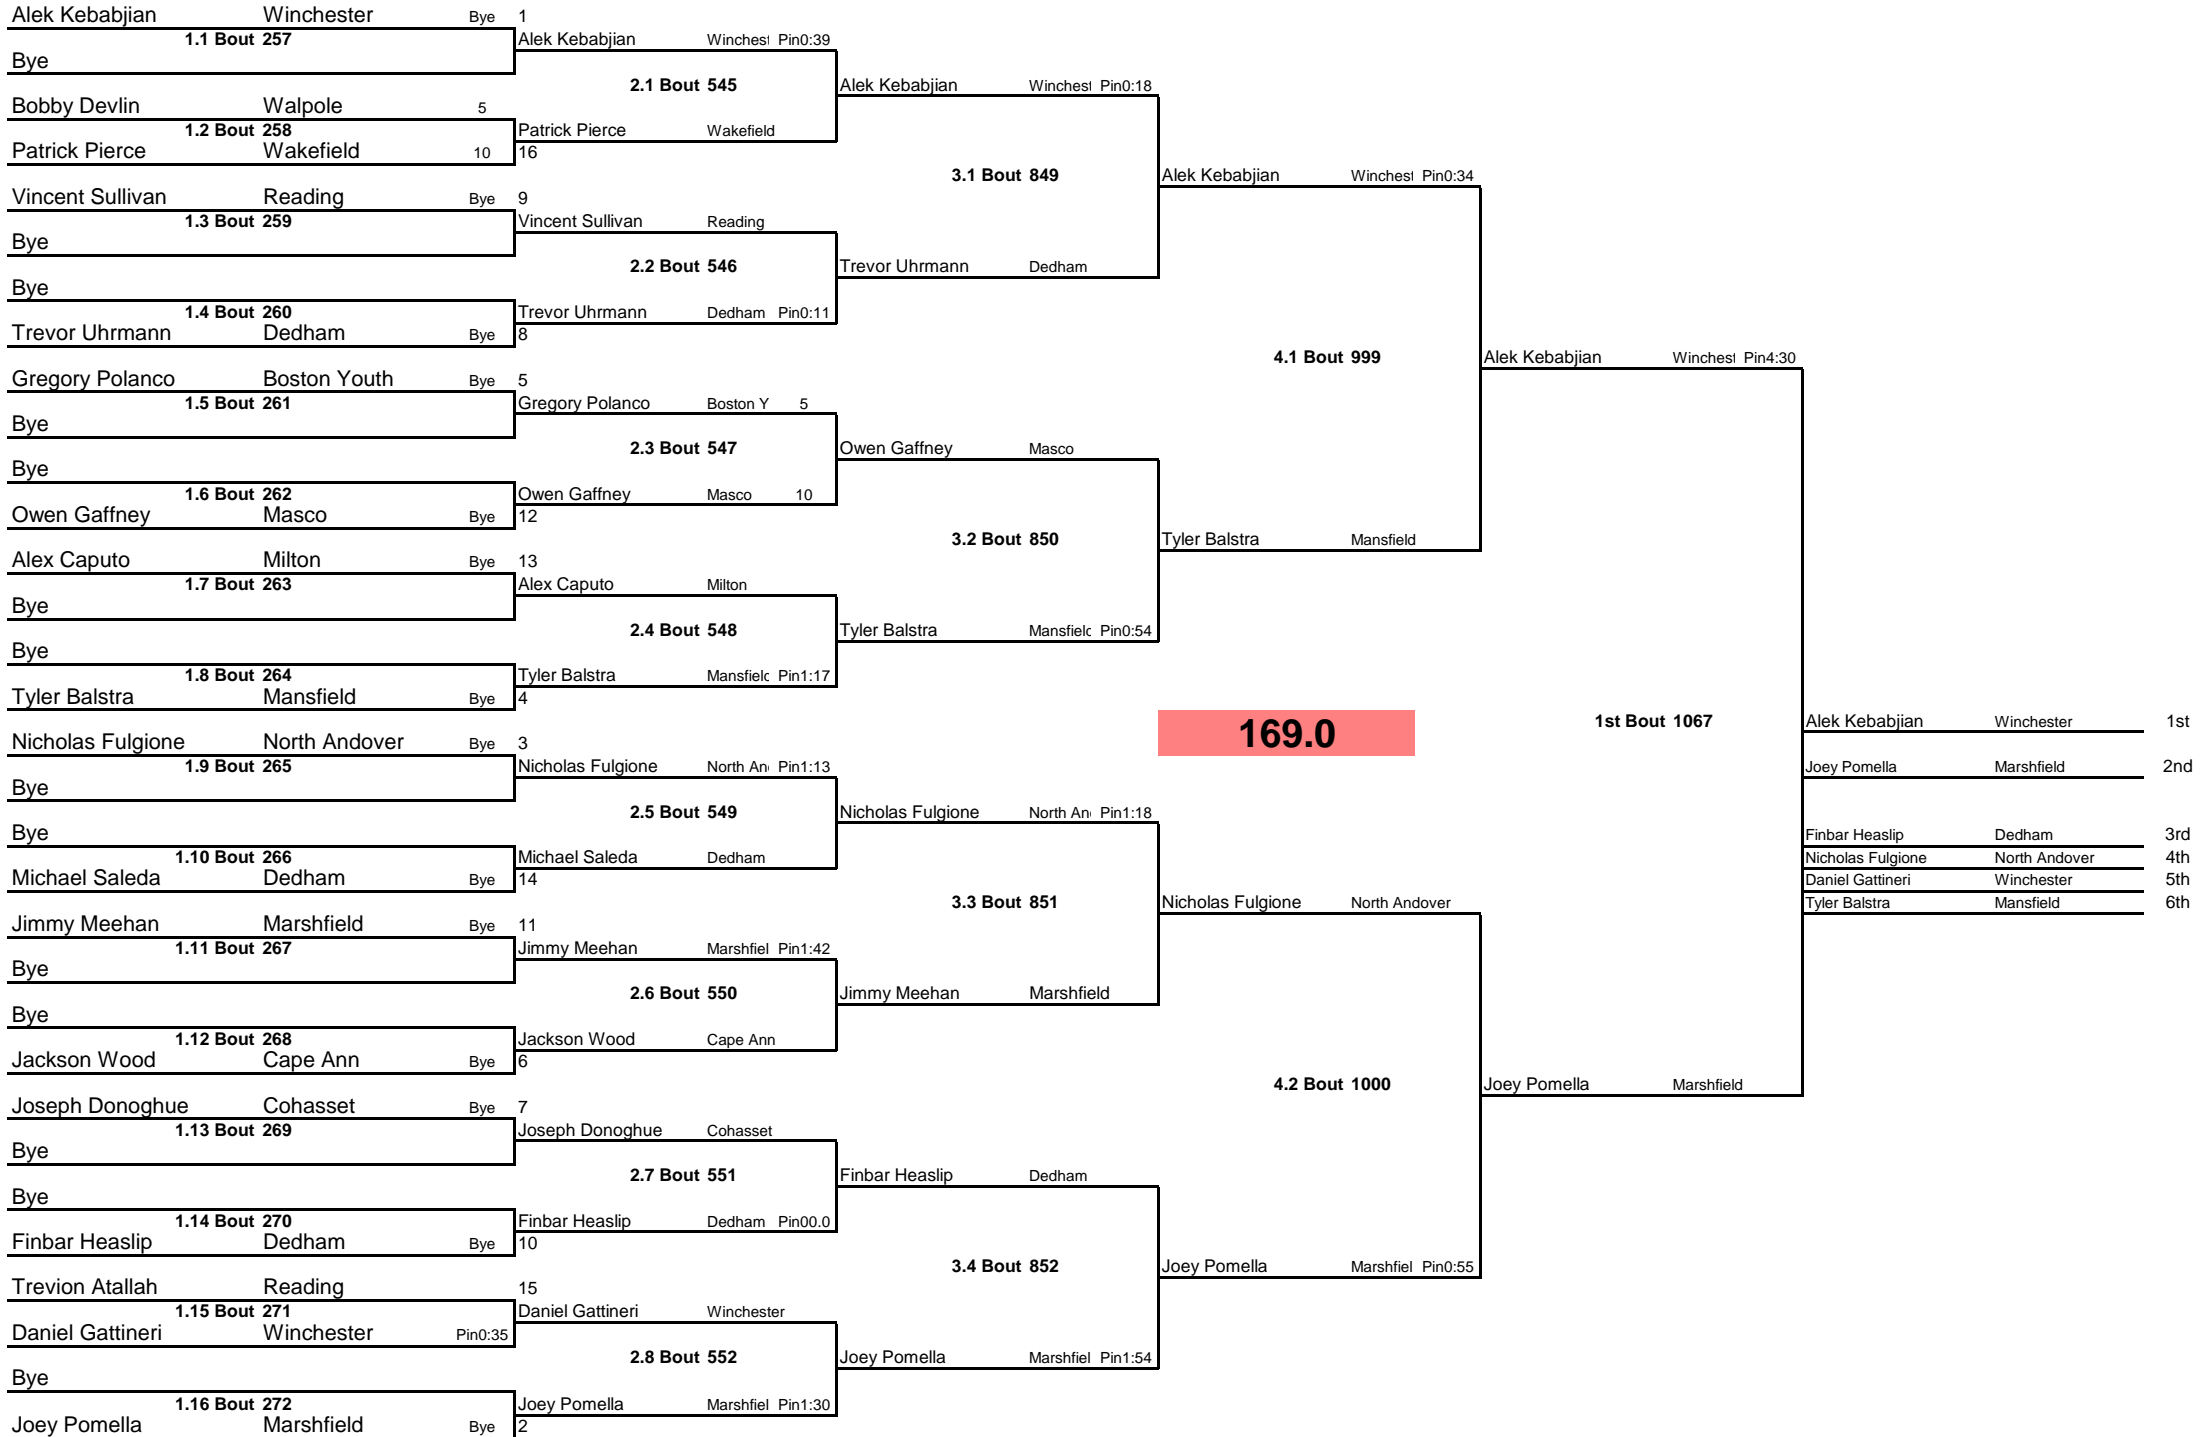 Alek Kebabjian Winchester Bye 1
1.1 Bout 257
Bye
Bobby Devlin Walpole 5
1.2 Bout 258
Patrick Pierce Wakefield 10 16
Vincent Sullivan Reading Bye 9
1.3 Bout 259
Bye
Bye
1.4 Bout 260
Trevor Uhrmann Dedham Bye 8
Gregory Polanco Boston Youth Bye 5
1.5 Bout 261
Bye
Bye
1.6 Bout 262
Owen Gaffney Masco Bye 12
Alex Caputo Milton Bye 13
1.7 Bout 263
Bye
Bye
1.8 Bout 264
Tyler Balstra Mansfield Bye 4
Nicholas Fulgione North Andover Bye 3
1.9 Bout 265
Bye
Bye
1.10 Bout 266
Michael Saleda Dedham Bye 14
Jimmy Meehan Marshfield Bye 11
1.11 Bout 267
Bye
Bye
1.12 Bout 268
Jackson Wood Cape Ann Bye 6
Joseph Donoghue Cohasset Bye 7
1.13 Bout 269
Bye
Bye
1.14 Bout 270
Finbar Heaslip Dedham Bye 10
Trevion Atallah Reading 15
1.15 Bout 271
Daniel Gattineri Winchester Pin0:35
Bye
1.16 Bout 272
Joey Pomella Marshfield Bye 2
Alek Kebabjian Winchest Pin0:39
2.1 Bout 545
Patrick Pierce Wakefield
Vincent Sullivan Reading
2.2 Bout 546
Trevor Uhrmann Dedham Pin0:11
Gregory Polanco Boston Y 5
2.3 Bout 547
Owen Gaffney Masco 10
Alex Caputo Milton
2.4 Bout 548
Tyler Balstra Mansfielc Pin1:17
Nicholas Fulgione North An Pin1:13
2.5 Bout 549
Michael Saleda Dedham
Jimmy Meehan Marshfiel Pin1:42
2.6 Bout 550
Jackson Wood Cape Ann
Joseph Donoghue Cohasset
2.7 Bout 551
Finbar Heaslip Dedham Pin00.0
Daniel Gattineri Winchester
2.8 Bout 552
Joey Pomella Marshfiel Pin1:30
Alek Kebabjian Winchest Pin0:18
3.1 Bout 849
Trevor Uhrmann Dedham
Owen Gaffney Masco
3.2 Bout 850
Tyler Balstra Mansfielc Pin0:54
Nicholas Fulgione North An Pin1:18
3.3 Bout 851
Jimmy Meehan Marshfield
Finbar Heaslip Dedham
3.4 Bout 852
Joey Pomella Marshfiel Pin1:54
Alek Kebabjian Winchest Pin0:34
4.1 Bout 999
Tyler Balstra Mansfield
169.0
Nicholas Fulgione North Andover
4.2 Bout 1000
Joey Pomella Marshfiel Pin0:55
Alek Kebabjian Winchest Pin4:30
1st Bout 1067
Joey Pomella Marshfield
Alek Kebabjian Winchester 1st
Joey Pomella Marshfield 2nd
Finbar Heaslip Dedham 3rd
Nicholas Fulgione North Andover 4th
Daniel Gattineri Winchester 5th
Tyler Balstra Mansfield 6th